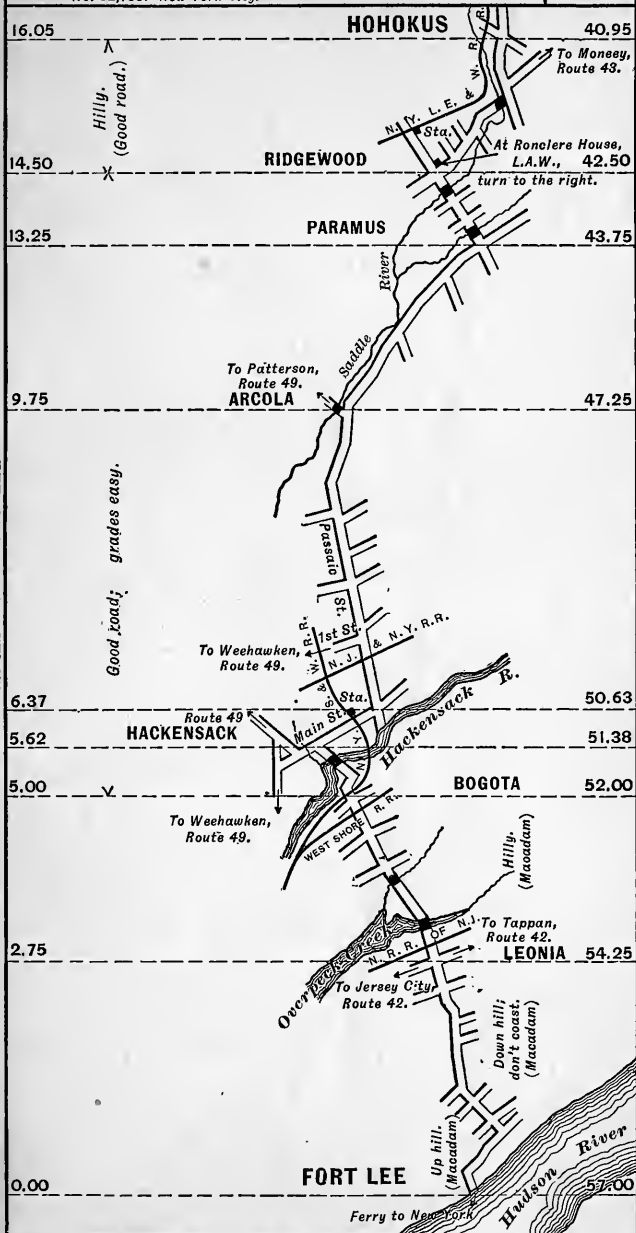 HOHOKUS
16.05
40.95
Hilly.
(Good road.)
N. Y. L. E. & W. R. R.
To Monsey,
Route 43.
Sta.
At Ronclere House,
L.A.W.,
turn to the right.
RIDGEWOOD
14.50
42.50
PARAMUS
13.25
43.75
Saddle River
To Patterson,
Route 49.
ARCOLA
9.75
47.25
Good road; grades easy.
Passaic St.
1st St.
To Weehawken,
Route 49.
N. J. & N.Y. R.R.
N. Y. S. & W. R. R.
Sta.
6.37
50.63
Route 49
Main St.
HACKENSACK
Hackensack R.
5.62
51.38
BOGOTA
5.00
52.00
To Weehawken,
Route 49.
WEST SHORE R. R.
Hilly.
(Macadam)
Overpeck Creek
N. R. R. OF N.J.
To Tappan,
Route 42.
LEONIA
2.75
54.25
To Jersey City,
Route 42.
Down hill;
don't coast.
(Macadam)
Up hill.
(Macadam)
FORT LEE
Hudson River
0.00
57.00
Ferry to New York